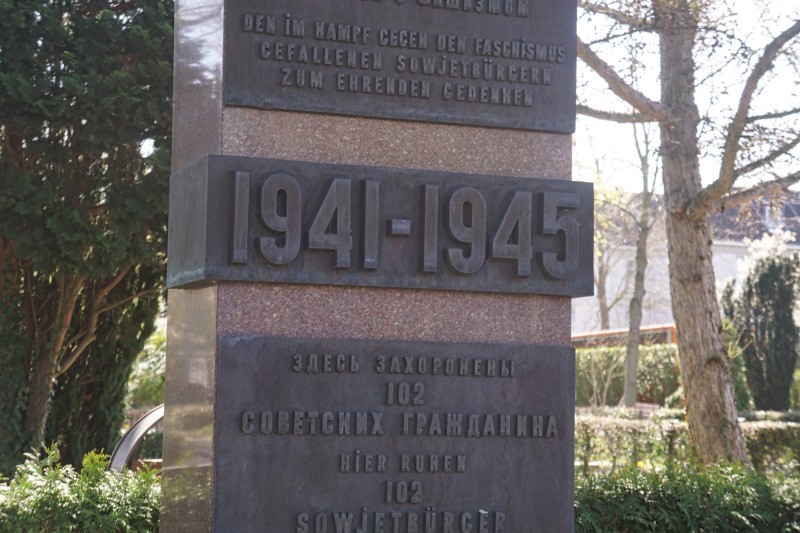 ФАШИЗМОМ
DEN IM KAMPF GEGEN DEN FASCHISMUS
GEFALLENEN SOWJETBÜRGERN
ZUM EHRENDEN GEDENKEN
1941-1945
ЗДЕСЬ ЗАХОРОНЕНЫ
102
СОВЕТСКИХ ГРАЖДАНИНА
HIER RUHEN
102
SOWJETBÜRGER